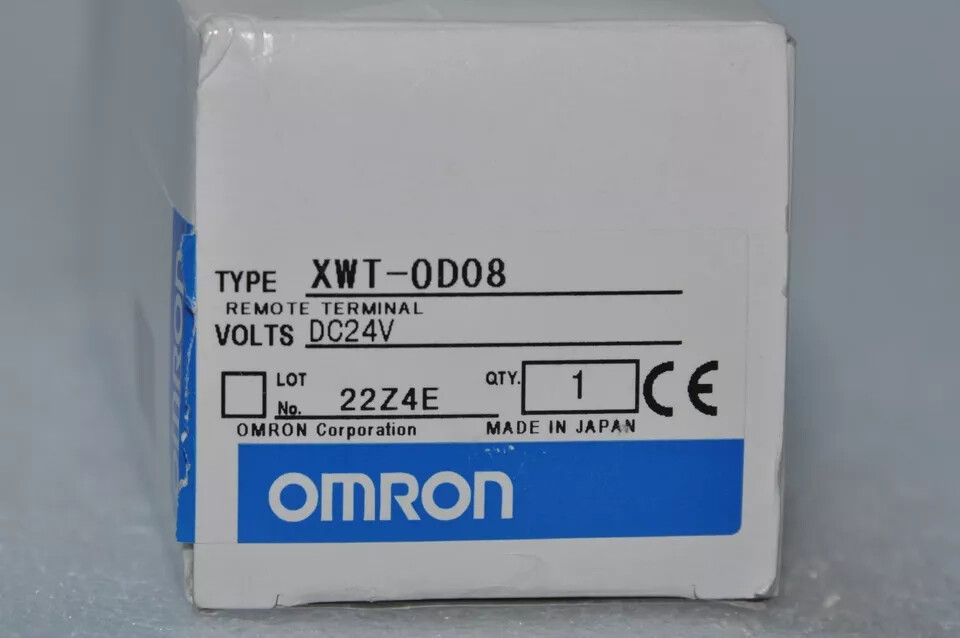 TYPE XWT-OD08
REMOTE TERMINAL
VOLTS DC24V
LOT No. 22Z4E QTY. 1 CE
OMRON Corporation MADE IN JAPAN
OMRON
OMRON